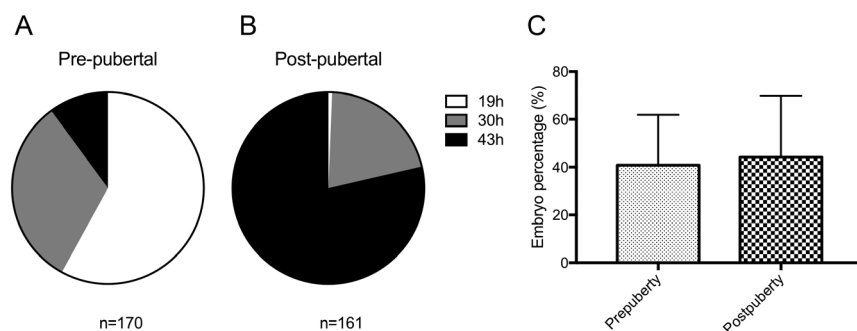 A
Pre-pubertal
n=170
B
Post-pubertal
n=161
19h
30h
43h
C
Embryo percentage (%)
80
60
40
20
0
Prepuberty
Postpuberty